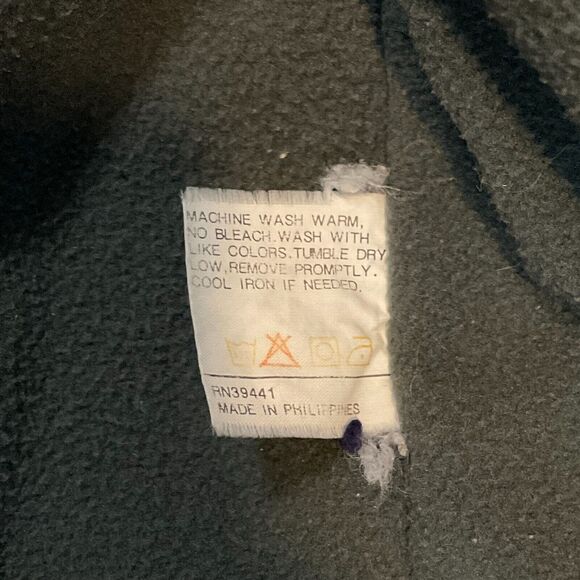 MACHINE WASH WARM,
NO BLEACH.WASH WITH
LIKE COLORS.TUMBLE DRY
LOW,REMOVE PROMPTLY.
COOL IRON IF NEEDED.
RN39441
MADE IN PHILIPPINES